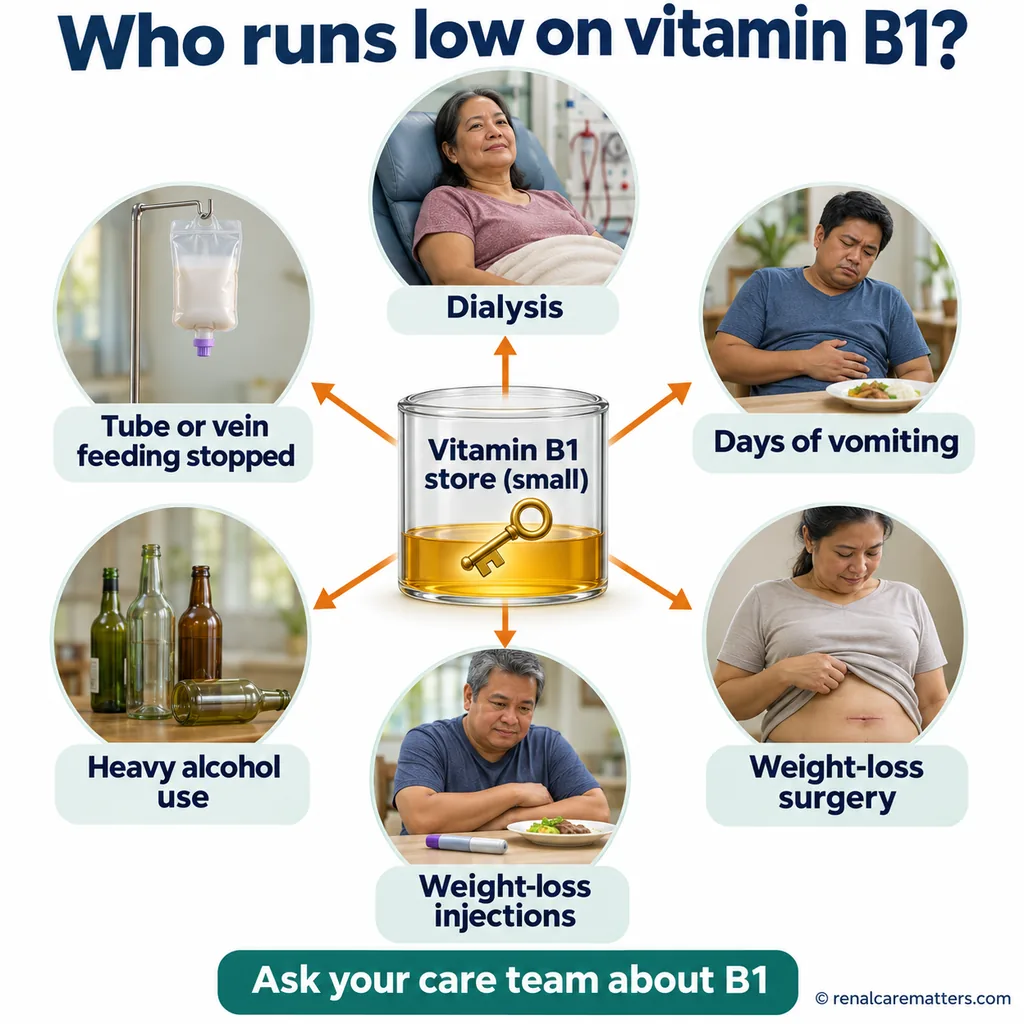 Who runs low on vitamin B1?
Dialysis
Tube or vein
feeding stopped
Days of vomiting
Vitamin B1
store (small)
Heavy alcohol
use
Weight-loss
surgery
Weight-loss
injections
Ask your care team about B1
© renalcarematters.com